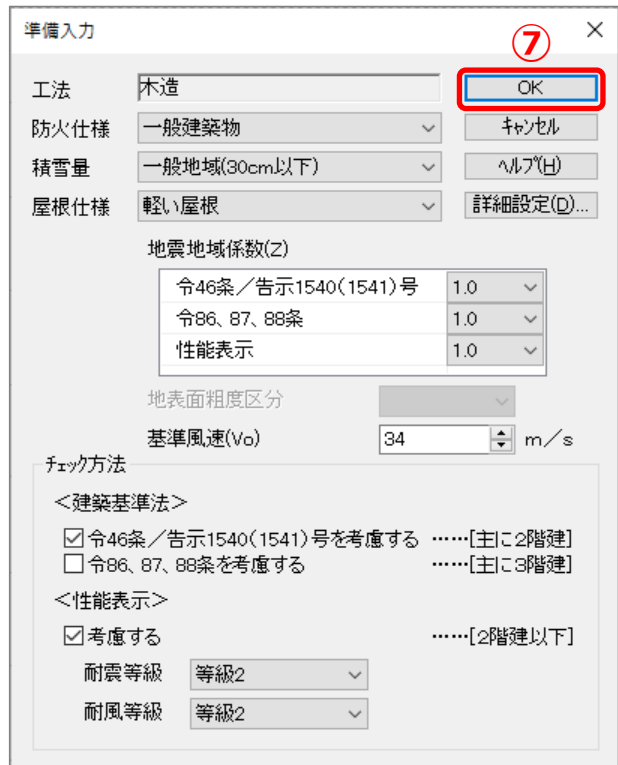 準備入力
⑦
工法 木造 OK
防火仕様 一般建築物 キャンセル
積雪量 一般地域(30cm以下) ヘルプ(H)
屋根仕様 軽い屋根 詳細設定(D)...
地震地域係数(Z)
令46条/告示1540(1541)号 1.0
令86、87、88条 1.0
性能表示 1.0
地表面粗度区分
基準風速(Vo) 34 m/s
チェック方法
<建築基準法>
令46条/告示1540(1541)号を考慮する ……[主に2階建]
令86、87、88条を考慮する ……[主に3階建]
<性能表示>
考慮する ……[2階建以下]
耐震等級 等級2
耐風等級 等級2